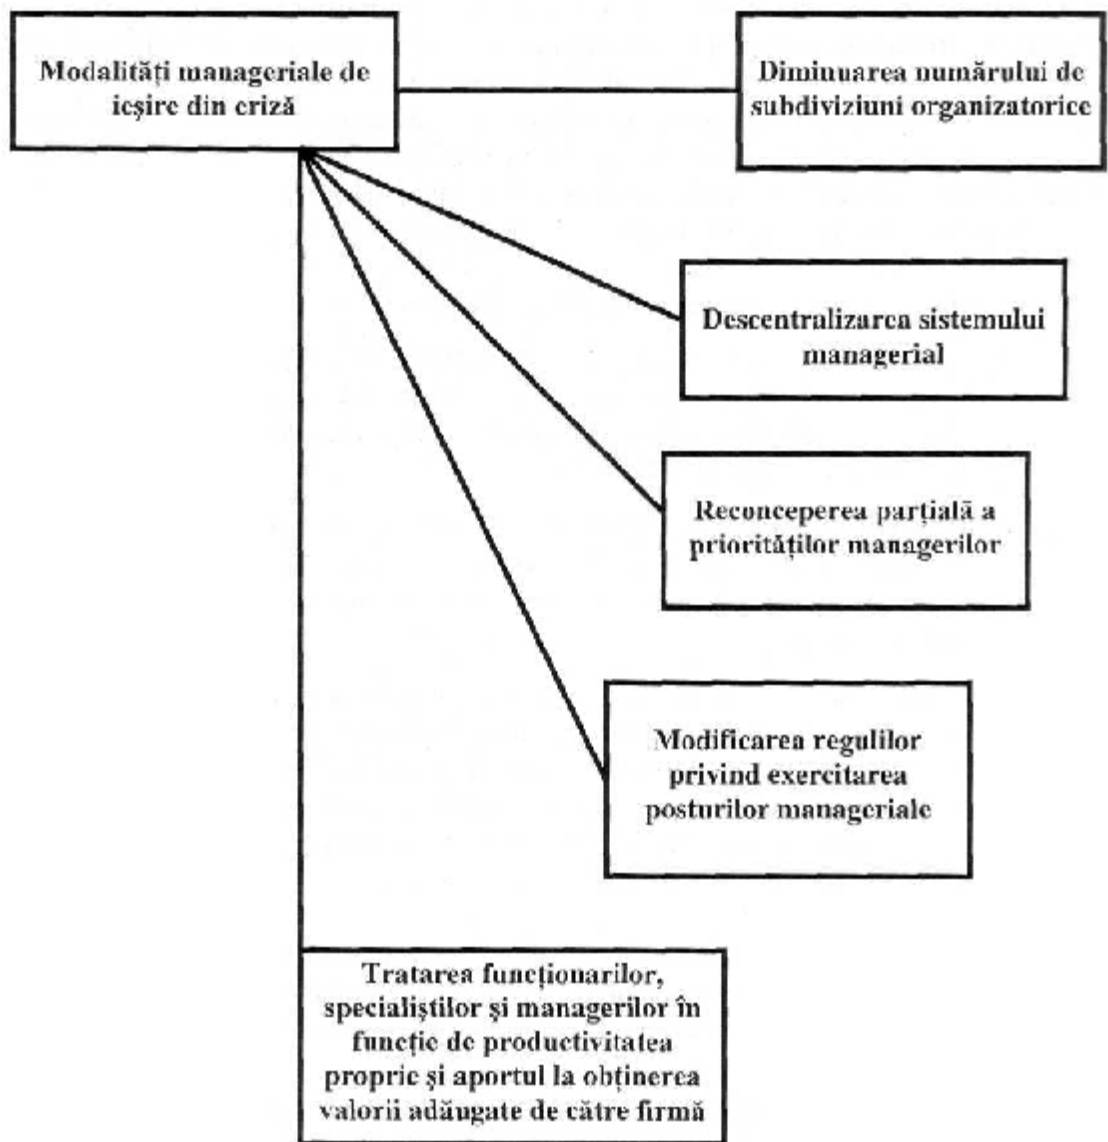 Modalități manageriale de
ieșire din criză
Diminuarea numărului de
subdiviziuni organizatorice
Descentralizarea sistemului
managerial
Reconceperea parțială a
priorităților managerilor
Modificarea regulilor
privind exercitarea
posturilor manageriale
Tratarea funcționarilor,
specialiștilor și managerilor în
funcție de productivitatea
proprie și aportul la obținerea
valorii adăugate de către firmă